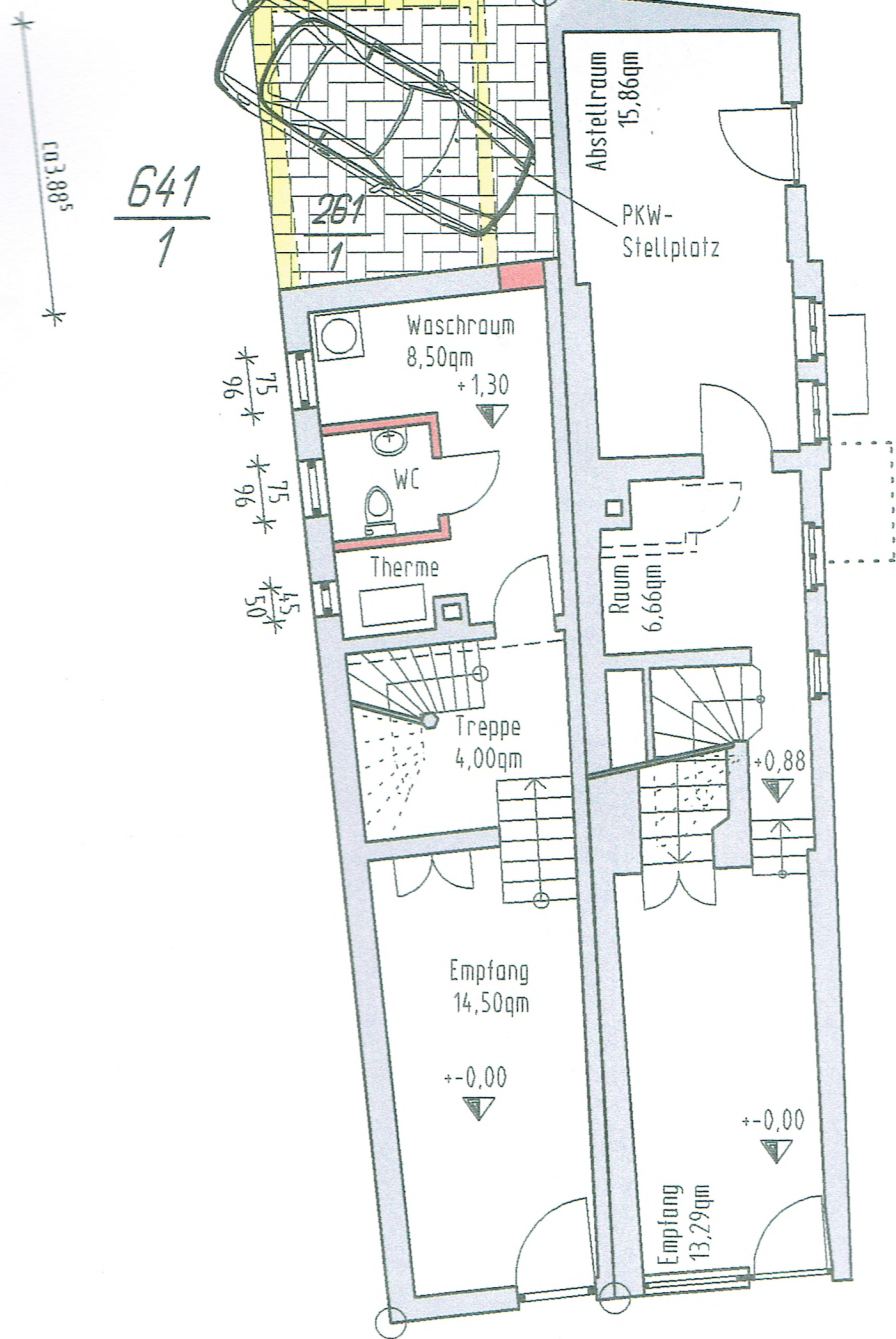 ca 3.88⁵
641
1
261
1
Abstellraum
15,86qm
PKW-
Stellplatz
Waschraum
8,50qm
+1,30
75
96
WC
75
96
Therme
45
50
Raum
6,66qm
Treppe
4,00qm
+0,88
Empfang
14,50qm
+-0,00
+-0,00
Empfang
13,29qm